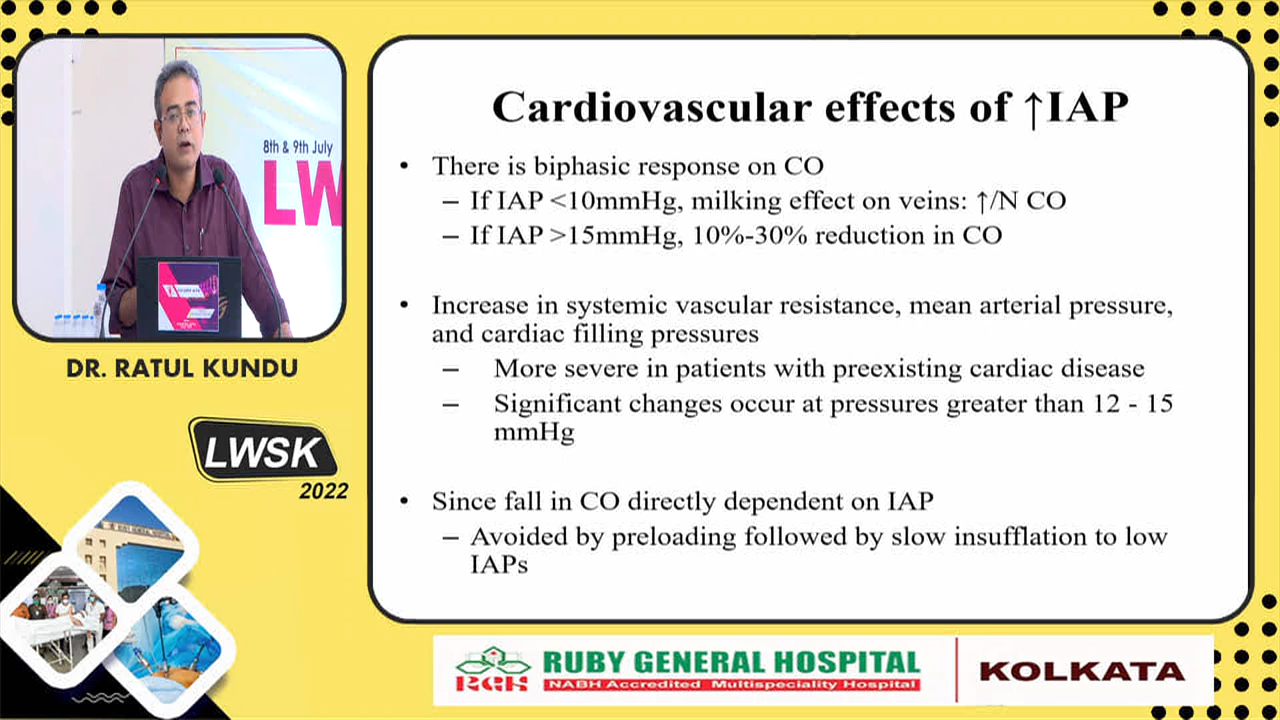 8th & 9th July
LW
DR. RATUL KUNDU
LWSK
2022
Cardiovascular effects of ↑IAP
• There is biphasic response on CO
– If IAP <10mmHg, milking effect on veins: ↑/N CO
– If IAP >15mmHg, 10%-30% reduction in CO
• Increase in systemic vascular resistance, mean arterial pressure,
and cardiac filling pressures
– More severe in patients with preexisting cardiac disease
– Significant changes occur at pressures greater than 12 - 15
mmHg
• Since fall in CO directly dependent on IAP
– Avoided by preloading followed by slow insufflation to low
IAPs
RGH
RUBY GENERAL HOSPITAL
NABH Accredited Multispeciality Hospital
KOLKATA